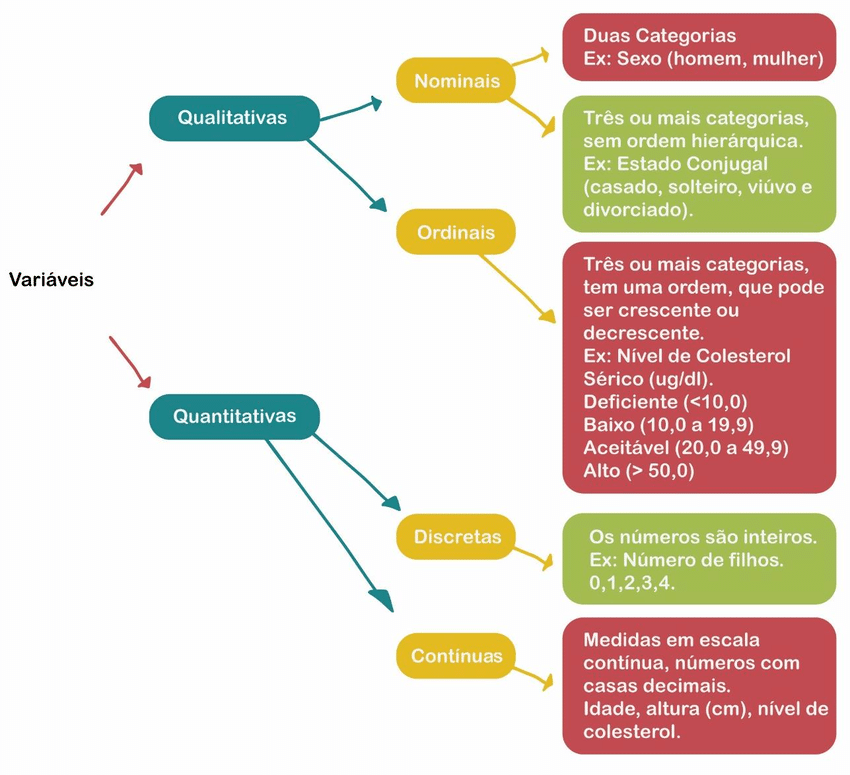 Variáveis
Qualitativas
Nominais
Duas Categorias
Ex: Sexo (homem, mulher)
Três ou mais categorias,
sem ordem hierárquica.
Ex: Estado Conjugal
(casado, solteiro, viúvo e
divorciado).
Ordinais
Três ou mais categorias,
tem uma ordem, que pode
ser crescente ou
decrescente.
Ex: Nível de Colesterol
Sérico (ug/dl).
Deficiente (<10,0)
Baixo (10,0 a 19,9)
Aceitável (20,0 a 49,9)
Alto (> 50,0)
Quantitativas
Discretas
Os números são inteiros.
Ex: Número de filhos.
0,1,2,3,4.
Contínuas
Medidas em escala
contínua, números com
casas decimais.
Idade, altura (cm), nível de
colesterol.